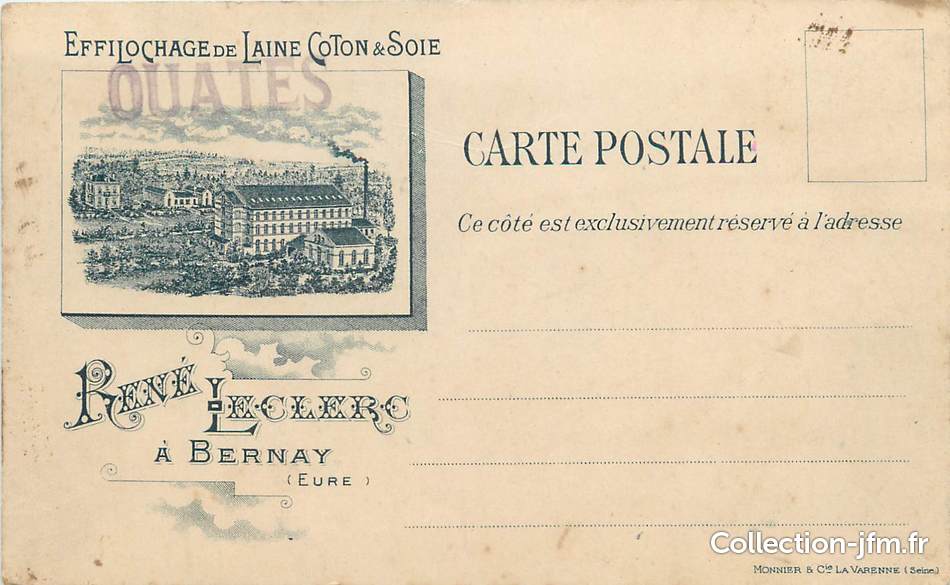 EFFILOCHAGE DE LAINE COTON & SOIE
OUATES
CARTE POSTALE
Ce côté est exclusivement réservé à l'adresse
RENÉ LECLERC
À BERNAY
(EURE)
Collection-jfm.fr
MONNIER & Cie LA VARENNE (Seine.)